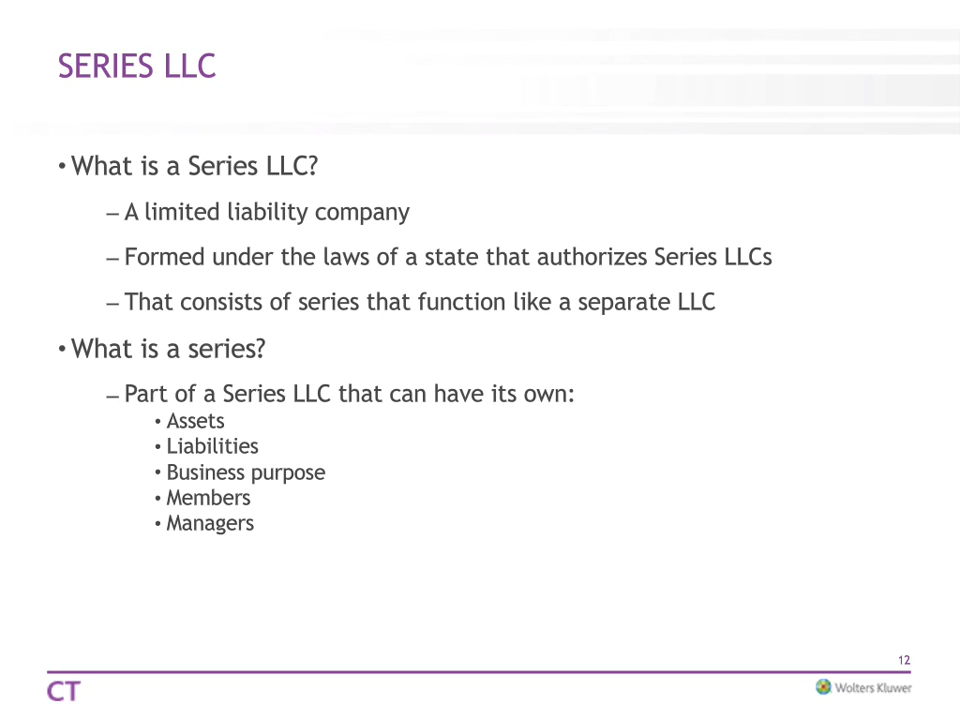 SERIES LLC
• What is a Series LLC?
– A limited liability company
– Formed under the laws of a state that authorizes Series LLCs
– That consists of series that function like a separate LLC
• What is a series?
– Part of a Series LLC that can have its own:
• Assets
• Liabilities
• Business purpose
• Members
• Managers
12
CT
Wolters Kluwer